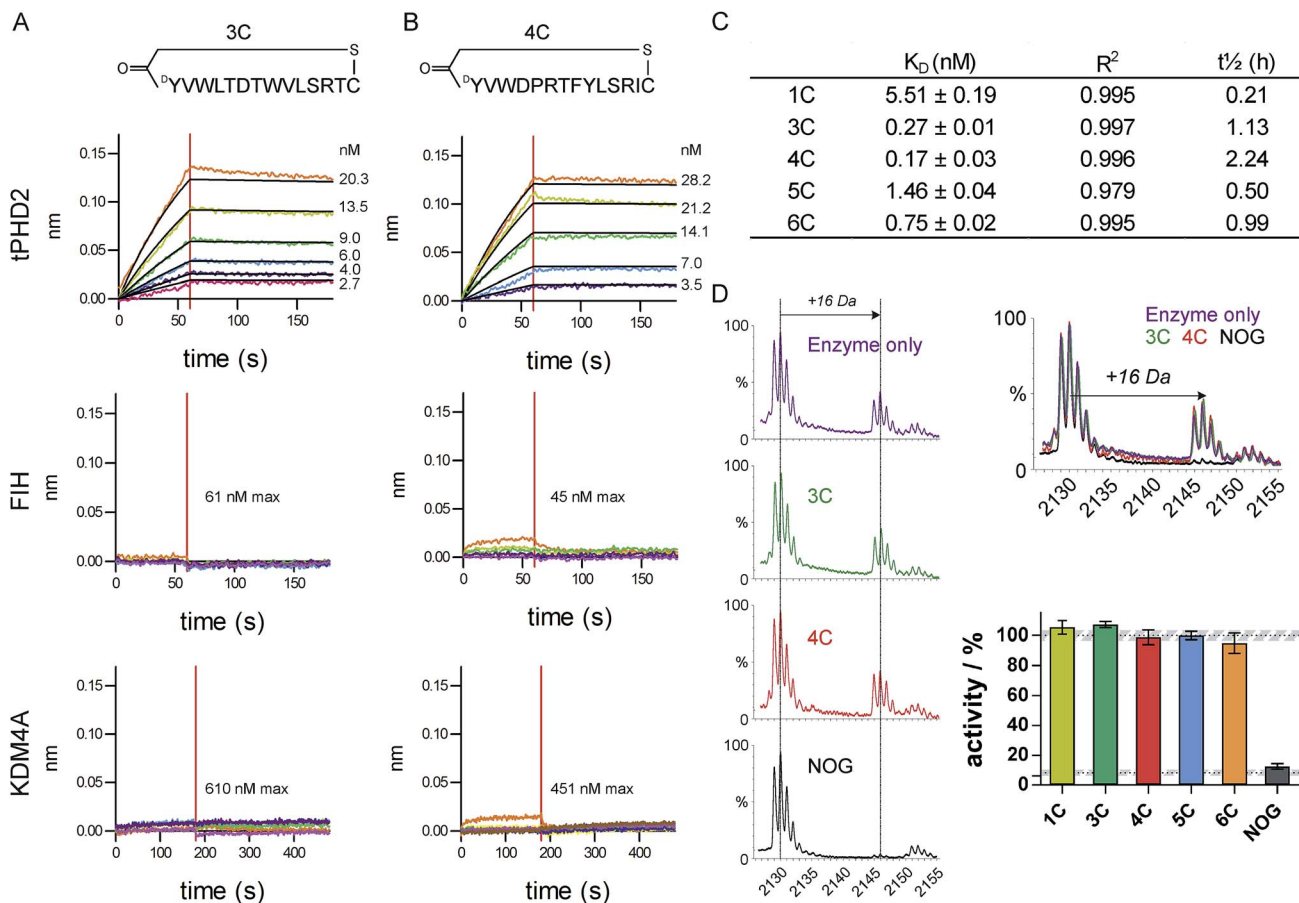 A
3C
S
O
DYVWLTDTWVLSRTC
B
4C
S
O
DYVWDPRTFYLSRIC
C
KD (nM) R2 t½ (h)
1C 5.51 ± 0.19 0.995 0.21
3C 0.27 ± 0.01 0.997 1.13
4C 0.17 ± 0.03 0.996 2.24
5C 1.46 ± 0.04 0.979 0.50
6C 0.75 ± 0.02 0.995 0.99
tPHD2
nm
0.15
0.10
0.05
0.00
0 50 100 150
time (s)
nM
20.3
13.5
9.0
6.0
4.0
2.7
nm
0.15
0.10
0.05
0.00
0 50 100 150
time (s)
nM
28.2
21.2
14.1
7.0
3.5
FIH
nm
0.15
0.10
0.05
0.00
61 nM max
0 50 100 150
time (s)
nm
0.15
0.10
0.05
0.00
45 nM max
0 50 100 150
time (s)
KDM4A
nm
0.15
0.10
0.05
0.00
610 nM max
0 100 200 300 400
time (s)
nm
0.15
0.10
0.05
0.00
451 nM max
0 100 200 300 400
time (s)
D
+16 Da
100
%
0
Enzyme only
100
%
0
3C
100
%
0
4C
100
%
0
NOG
2130 2135 2140 2145 2150 2155
100
%
0
Enzyme only
3C 4C NOG
+16 Da
2130 2135 2140 2145 2150 2155
activity / %
100
80
60
40
20
0
1C 3C 4C 5C 6C NOG